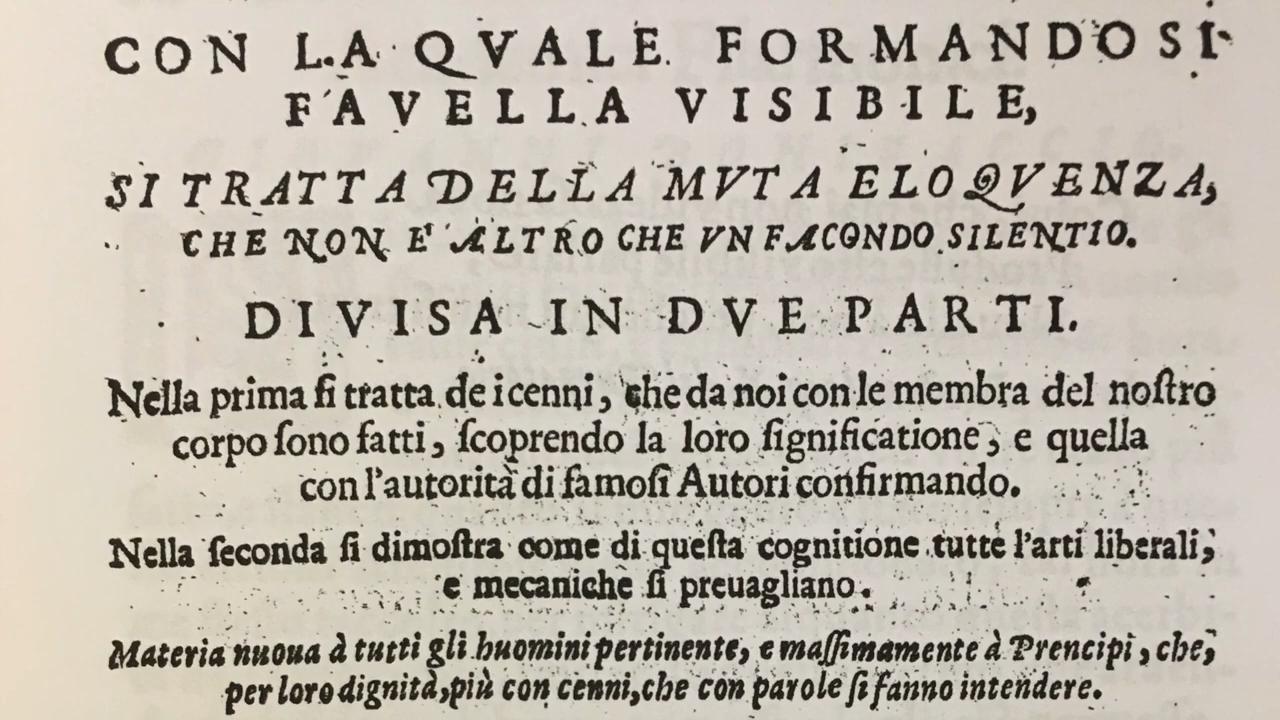 CON LA QVALE FORMANDOSI
FAVELLA VISIBILE,
SI TRATTA DELLA MVTA ELOQVENZA,
CHE NON E' ALTRO CHE VN FACONDO SILENTIO.
DIVISA IN DVE PARTI.
Nella prima ſi tratta de i cenni, che da noi con le membra del noſtro
corpo ſono fatti, ſcoprendo la loro ſignificatione, e quella
con l'autorità di famoſi Autori confirmando.
Nella ſeconda ſi dimoſtra come di queſta cognitione tutte l'arti liberali,
e mecaniche ſi preuagliano.
Materia nuoua à tutti gli huomini pertinente, e maſſimamente à Prencipi, che,
per loro dignità, più con cenni, che con parole ſi fanno intendere.